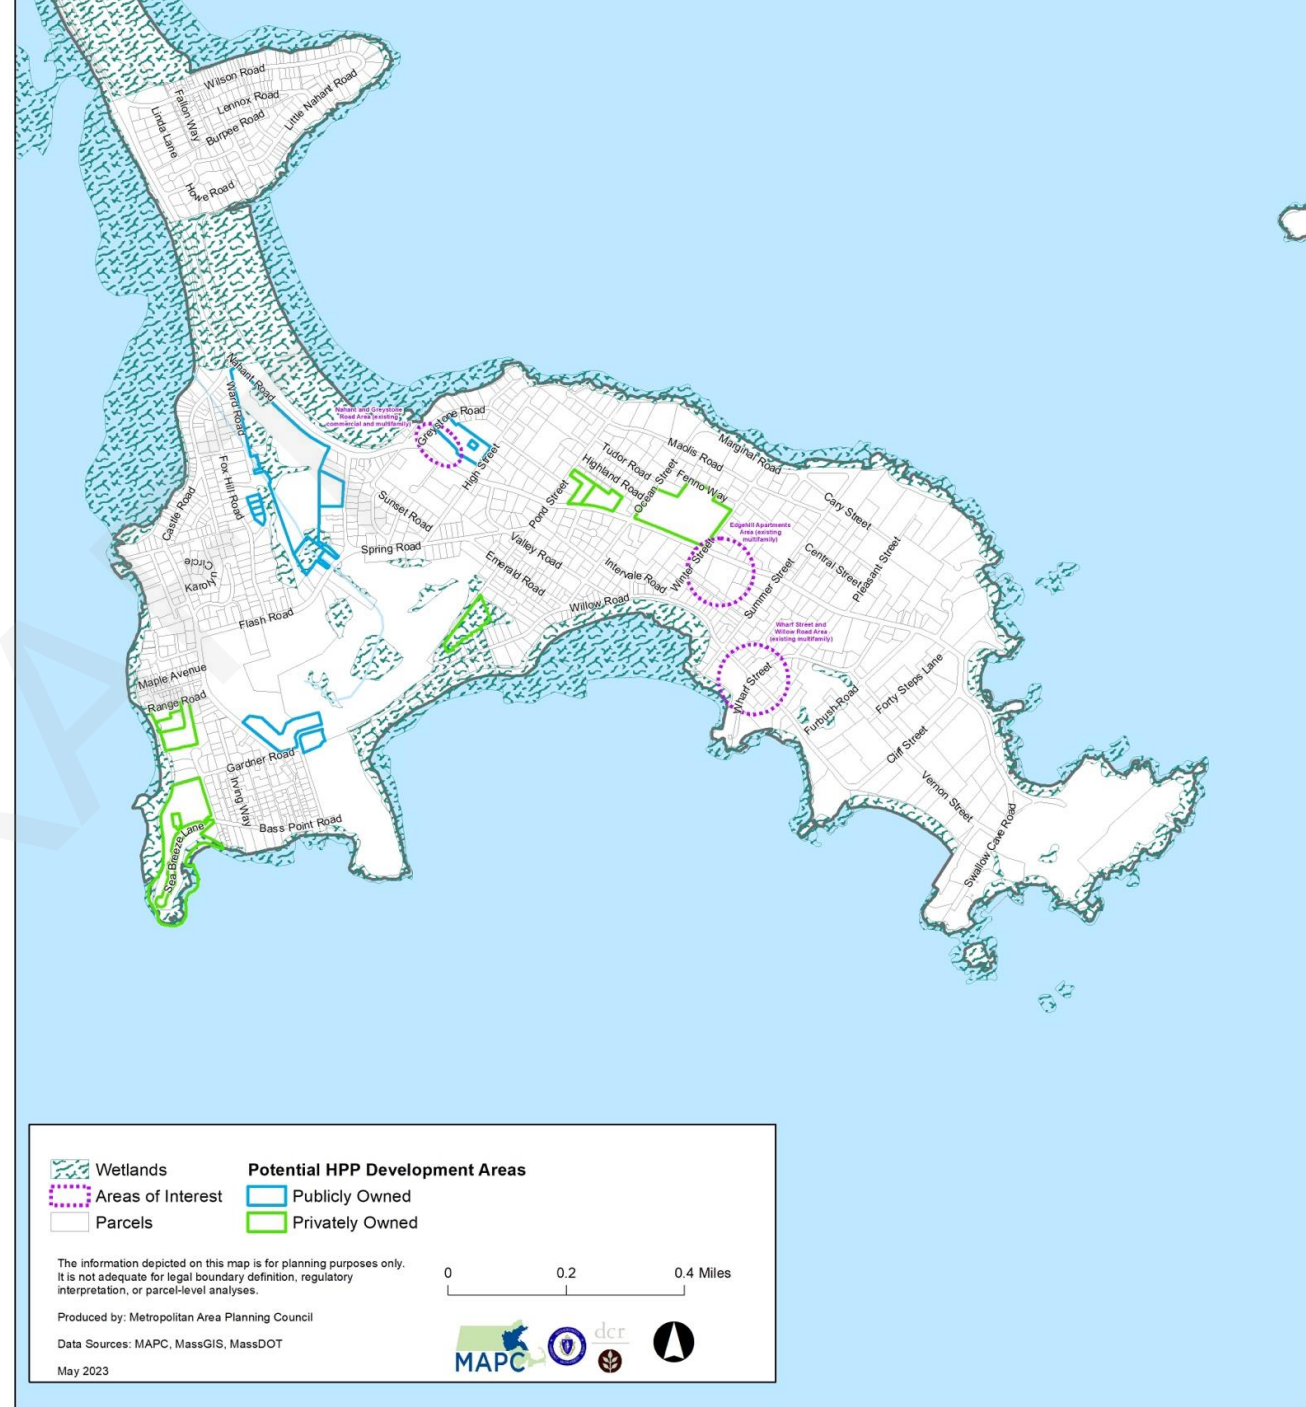 Wilson Road
Fallon Way
Lennox Road
Little Nahant Road
Linda Lane
Burpee Road
Howe Road
Nahant Road
Ward Road
Nahant and Greystone
Road Area (existing
commercial and multifamily)
Greystone Road
High Street
Fox Hill Road
Castle Road
Sunset Road
Spring Road
Pond Street
Tudor Road
Highland Road
Maolis Road
Marginal Road
Ocean Street
Fenno Way
Cary Street
Edgehill Apartments
Area (existing
multifamily)
Valley Road
Emerald Road
Intervale Road
Winter Street
Central Street
Pleasant Street
Summer Street
Willow Road
Karolyn Circle
Flash Road
Wharf Street and
Willow Road Area
(existing multifamily)
Wharf Street
Furbush Road
Forty Steps Lane
Cliff Street
Vernon Street
Swallow Cave Road
Maple Avenue
Range Road
Gardner Road
Irving Way
Bass Point Road
Sea Breeze Lane
Wetlands
Areas of Interest
Parcels
Potential HPP Development Areas
Publicly Owned
Privately Owned
The information depicted on this map is for planning purposes only.
It is not adequate for legal boundary definition, regulatory
interpretation, or parcel-level analyses.
Produced by: Metropolitan Area Planning Council
Data Sources: MAPC, MassGIS, MassDOT
May 2023
0 0.2 0.4 Miles
MAPC
dcr